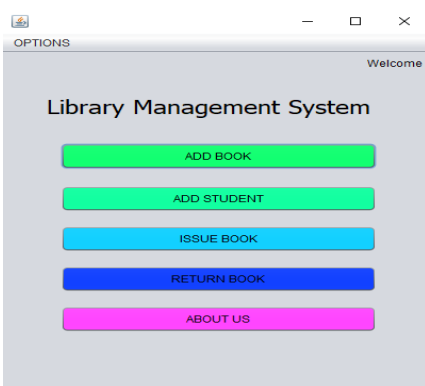 OPTIONS
Welcome
Library Management System
ADD BOOK
ADD STUDENT
ISSUE BOOK
RETURN BOOK
ABOUT US